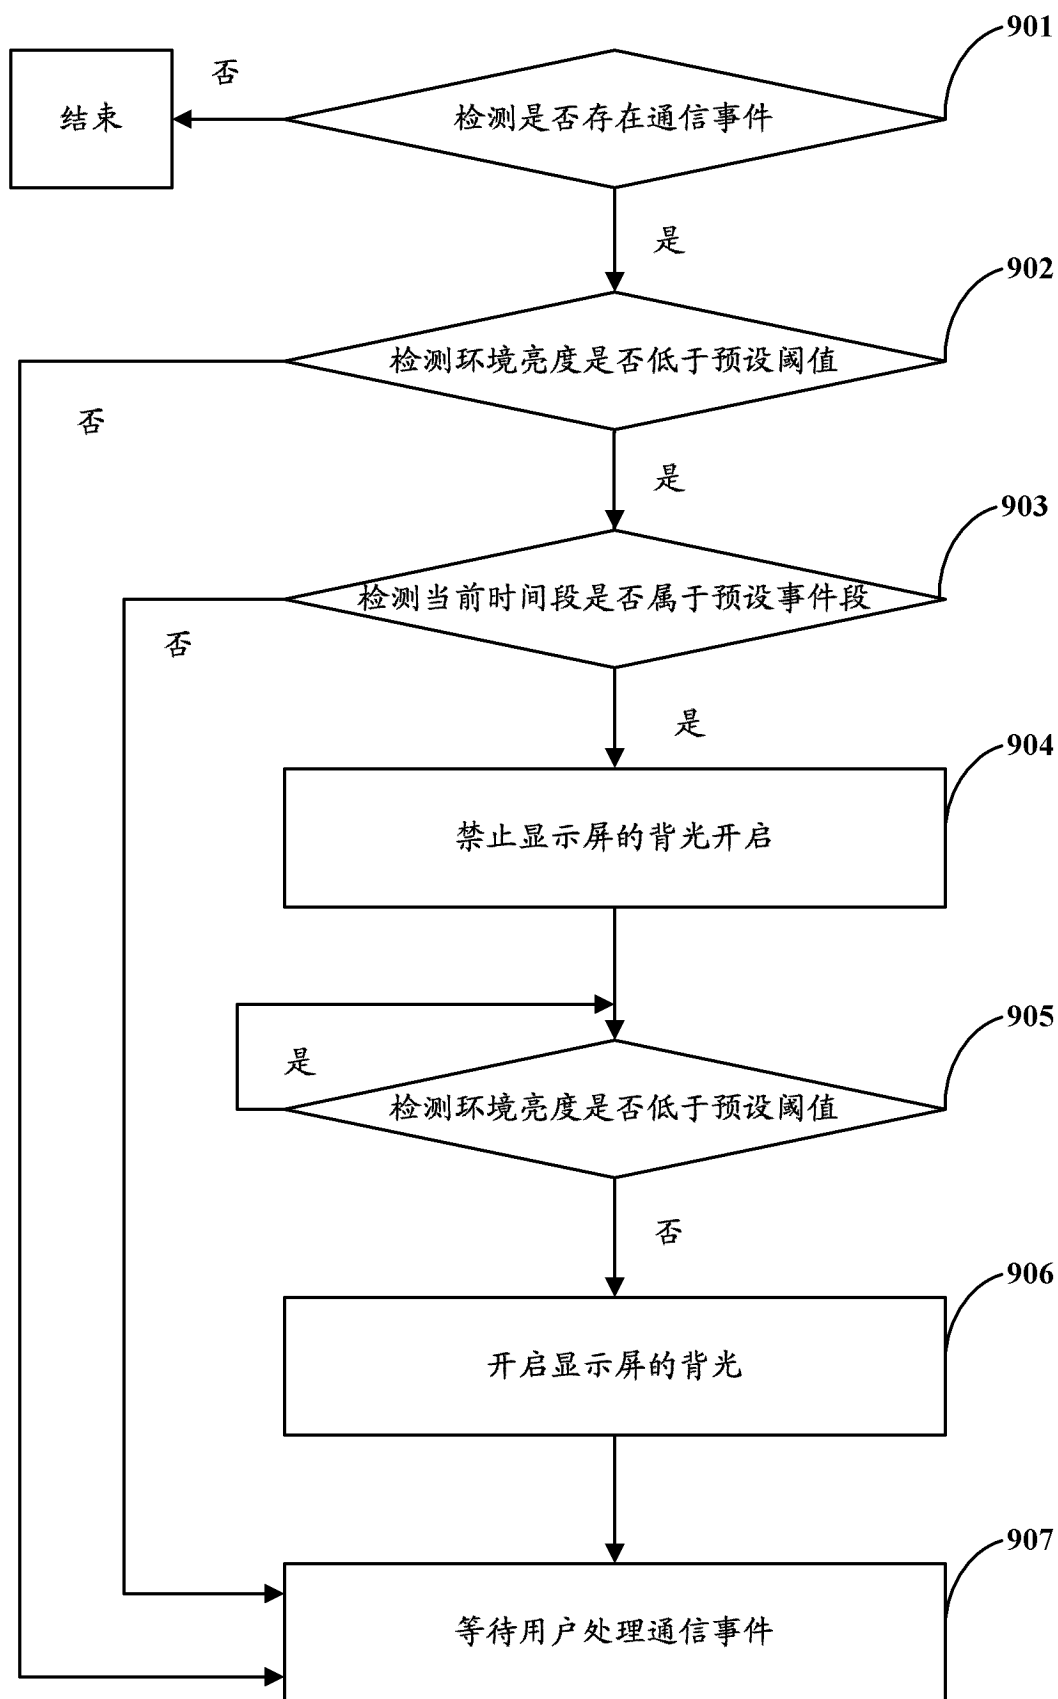 901
否
结束
检测是否存在通信事件
是
902
检测环境亮度是否低于预设阈值
否
是
903
检测当前时间段是否属于预设事件段
否
是
904
禁止显示屏的背光开启
905
是
检测环境亮度是否低于预设阈值
否
906
开启显示屏的背光
907
等待用户处理通信事件